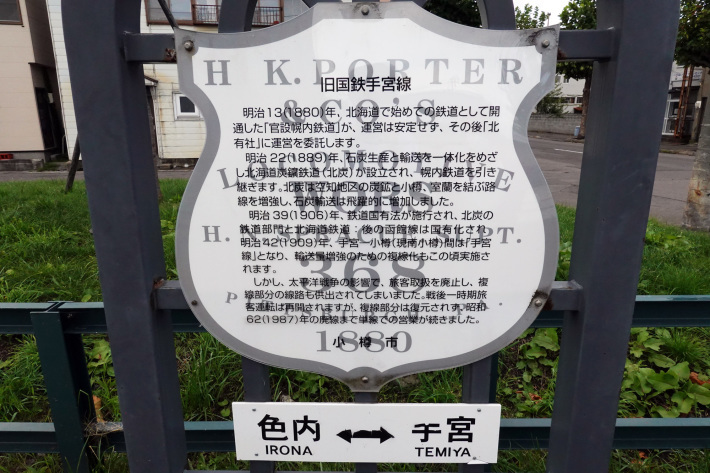 H K. PORTER
& CO'S
旧国鉄手宮線
明治13(1880)年、北海道で始めての鉄道として開
通した「官設幌内鉄道」が、運営は安定せず、その後「北
有社」に運営を委託します。
明治22(1889)年、石炭生産と輸送を一体化をめざ
し北海道炭鑛鉄道(北炭)が設立され、幌内鉄道を引き
継ぎます。北炭は空知地区の炭鉱と小樽、室蘭を結ぶ路
線を増強し、石炭輸送は飛躍的に増加しました。
明治39(1906)年、鉄道国有法が施行され、北炭の
鉄道部門と北海道鉄道:後の函館線は国有化され、
明治42(1909)年、手宮~小樽(現南小樽)間は「手宮
線」となり、輸送量増強のための複線化もこの頃実施さ
れます。
しかし、太平洋戦争の影響で、旅客取扱を廃止し、複
線部分の線路も供出されてしまいました。戦後一時期旅
客運転は再開されますが、複線部分は復元されず、昭和
62(1987)年の廃線まで単線での営業が続きました。
368
1880
小樽市
色内 ↔ 手宮
IRONA TEMIYA